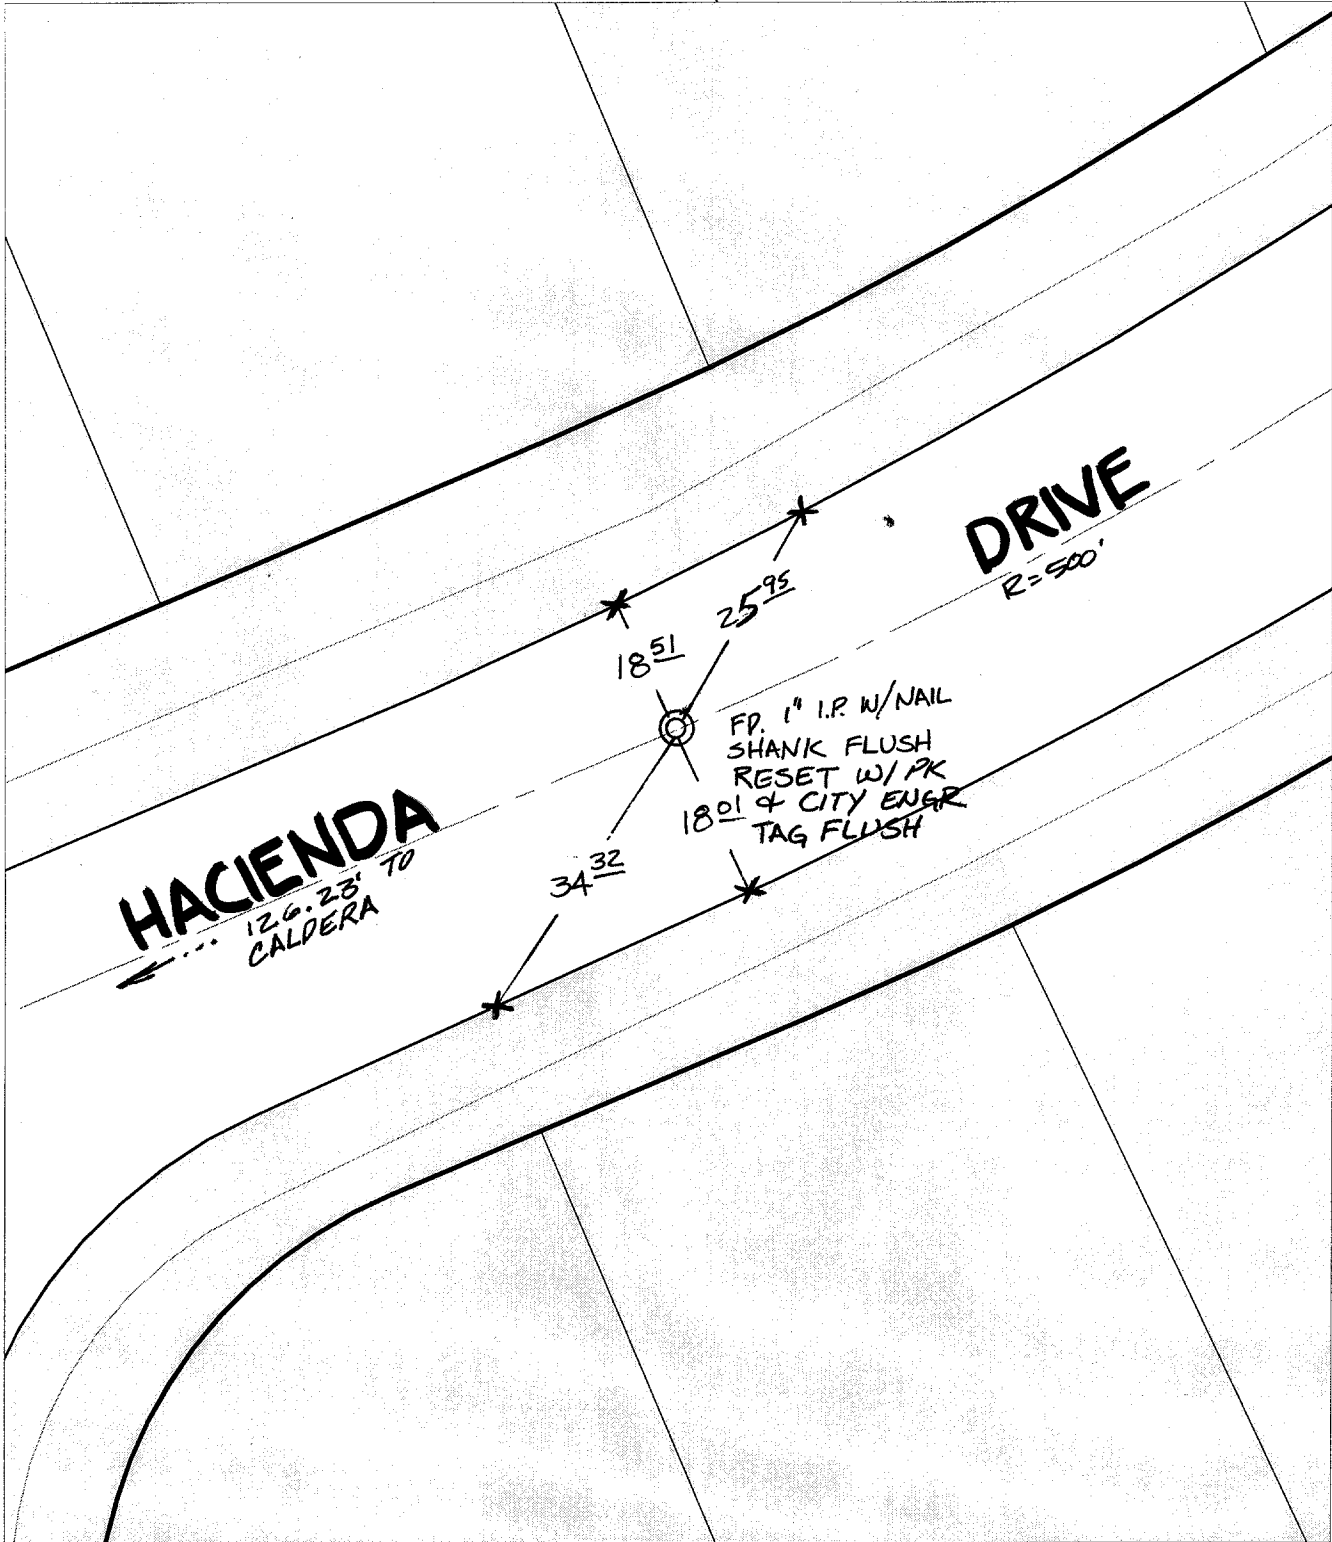 DRIVE
R=500'
25 95
18 51
FD. 1" I.P. W/NAIL
SHANK FLUSH
RESET W/ PK
& CITY ENGR
TAG FLUSH
18 01
34 32
HACIENDA
126.23' TO
CALDERA